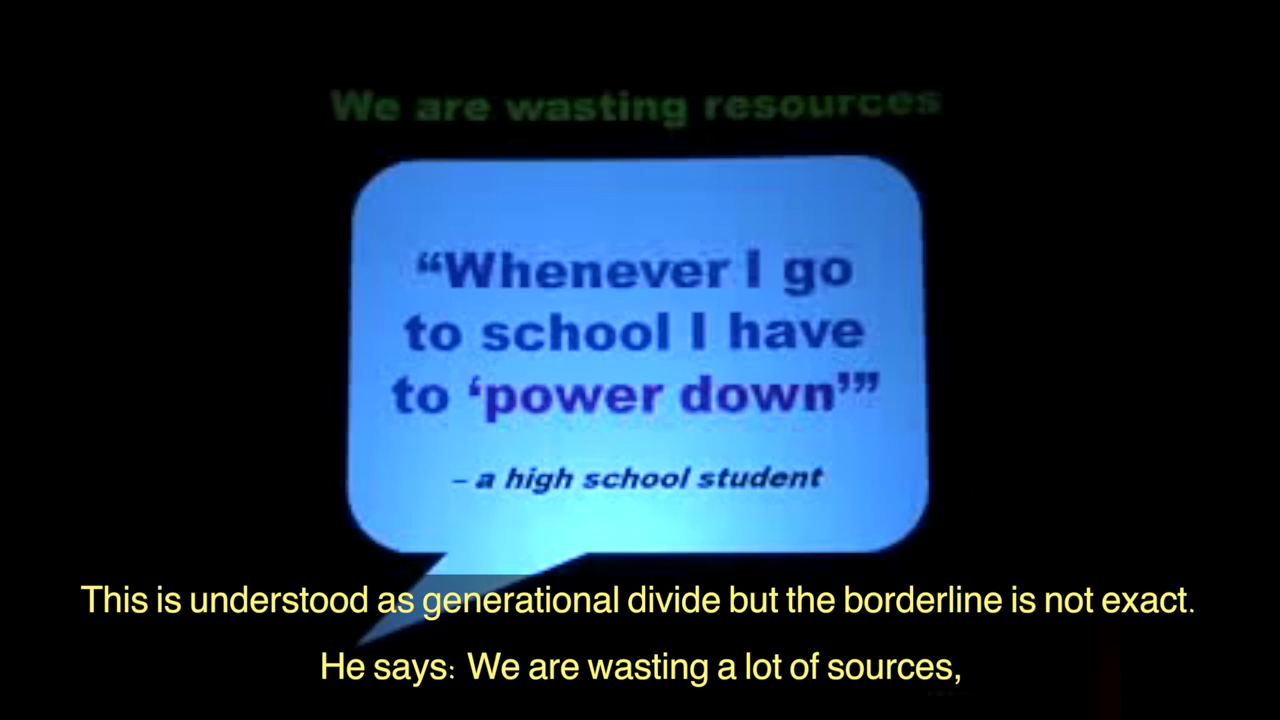 We are wasting resources
“Whenever I go
to school I have
to ‘power down’”
– a high school student
This is understood as generational divide but the borderline is not exact.
He says: We are wasting a lot of sources,